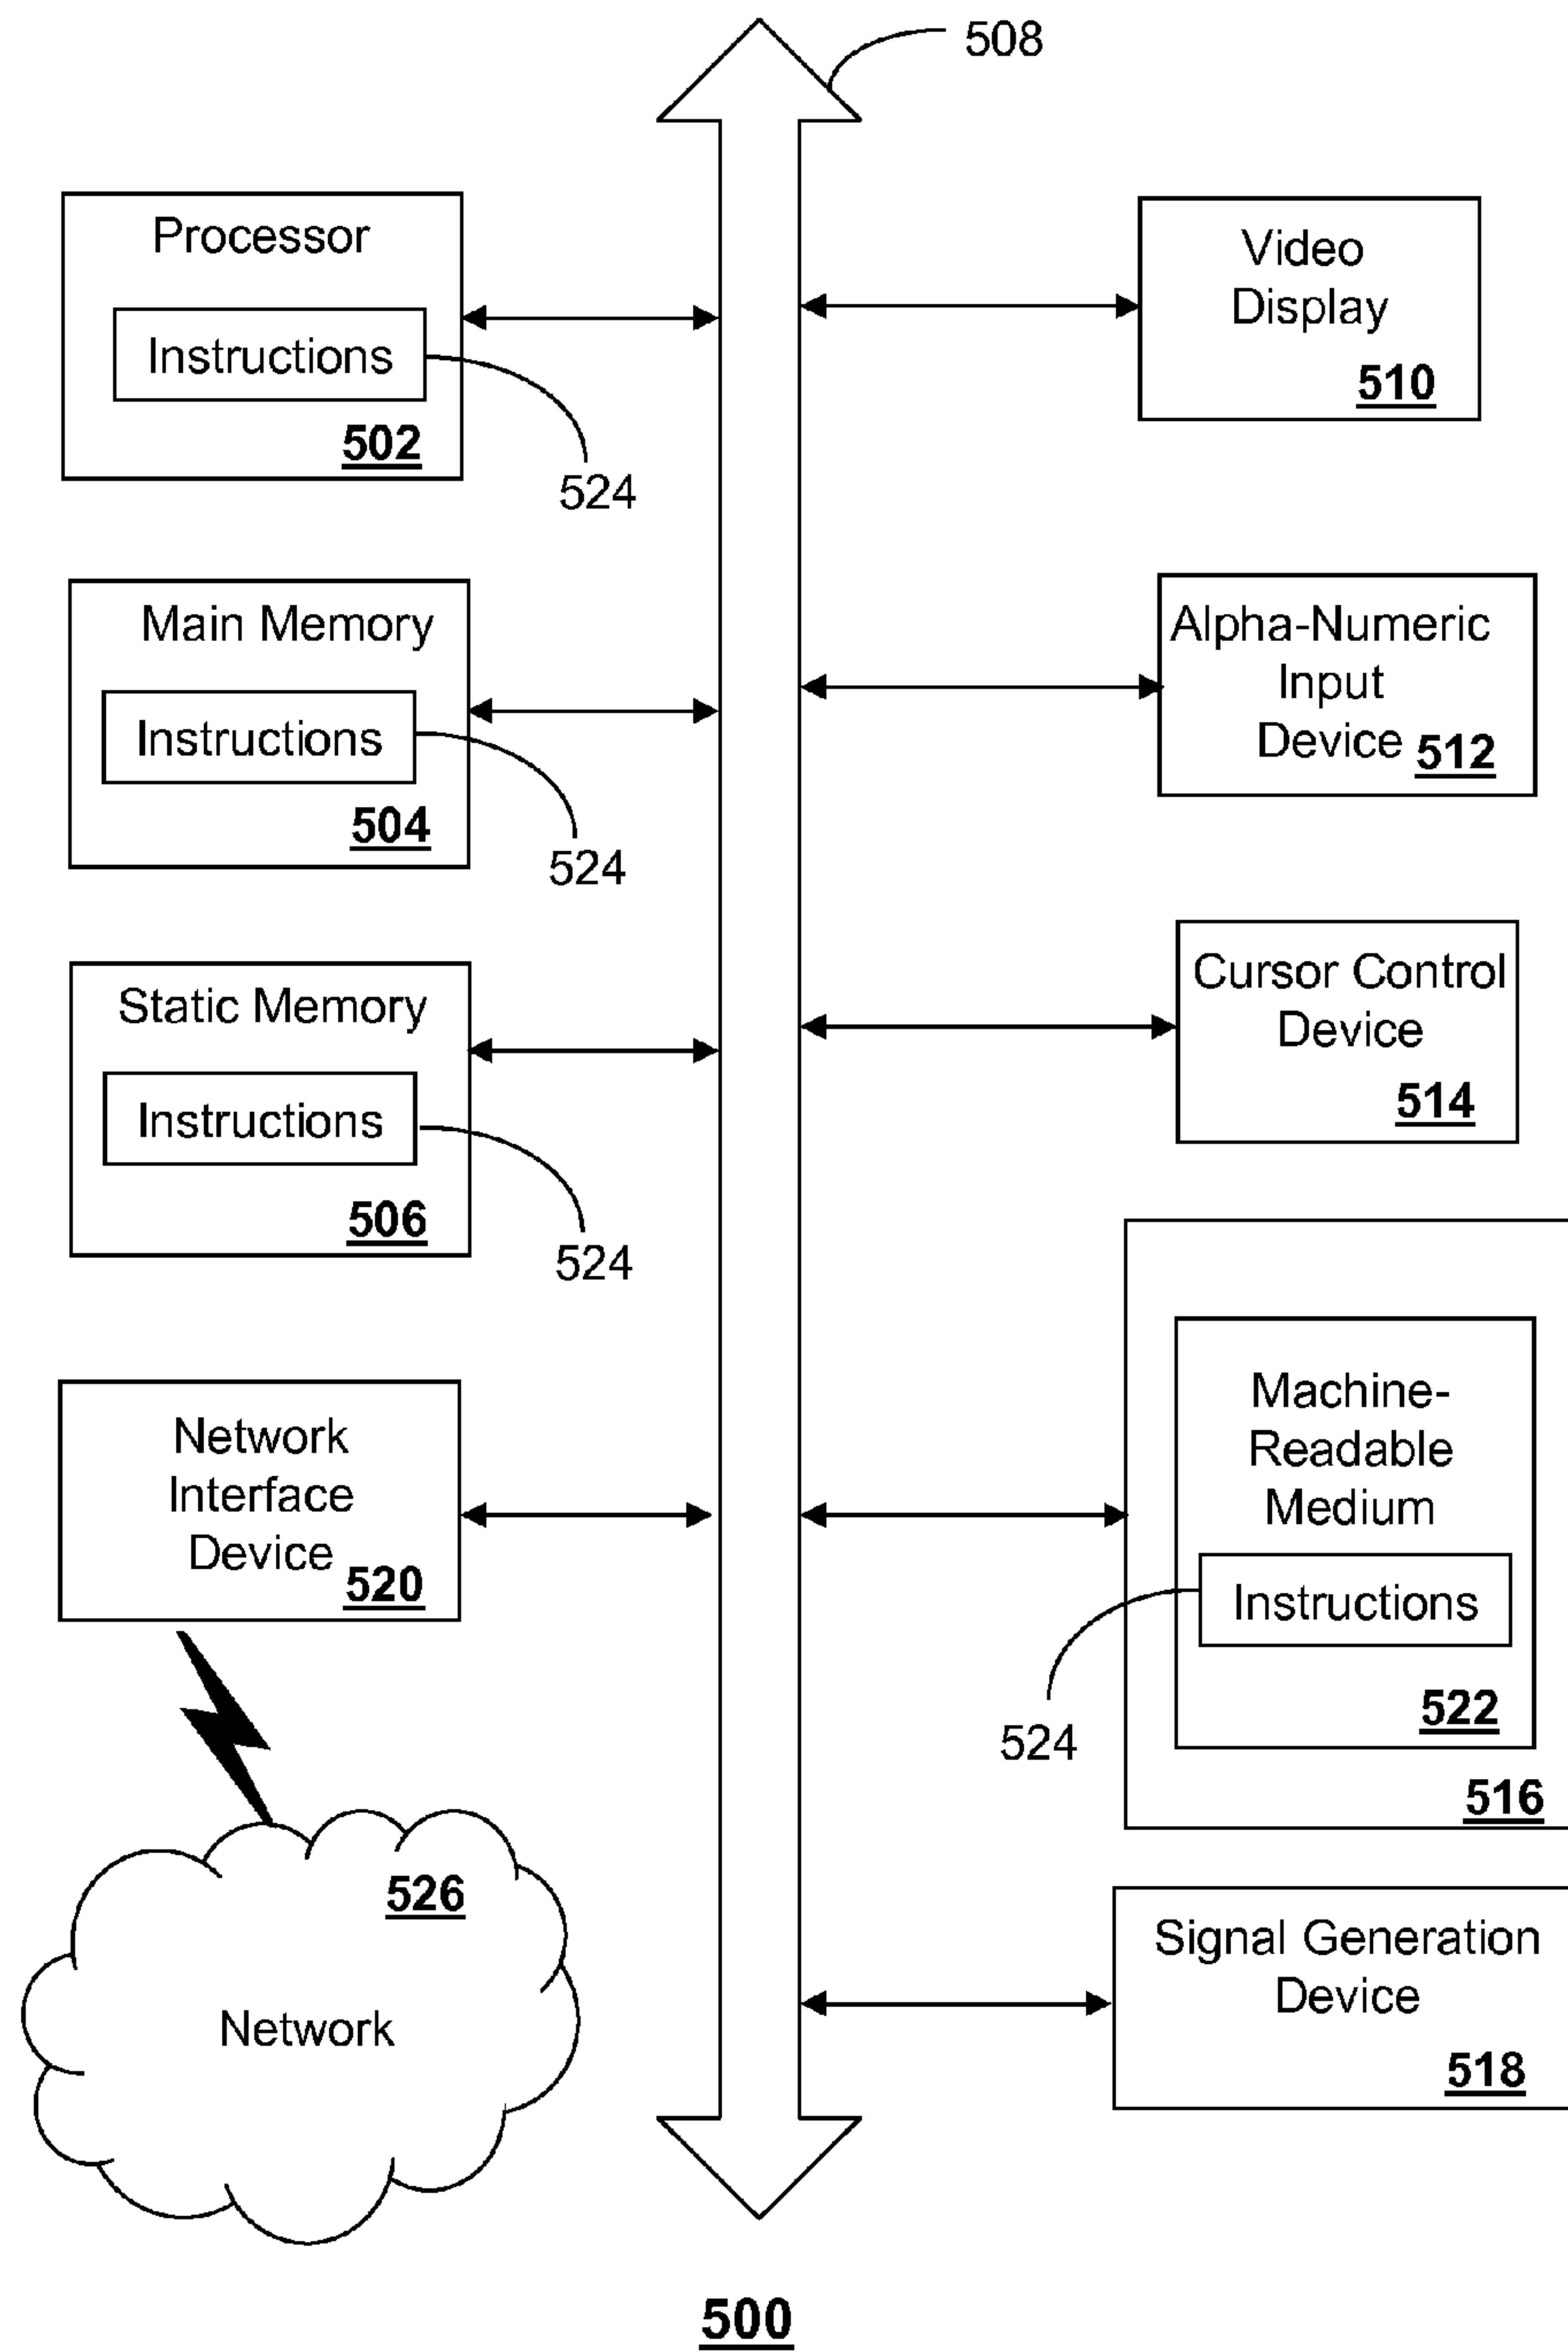 508
Processor
Instructions
502
524
Main Memory
Instructions
504
524
Static Memory
Instructions
506
524
Network
Interface
Device
520
526
Network
Video
Display
510
Alpha-Numeric
Input
Device
512
Cursor Control
Device
514
Machine-
Readable
Medium
Instructions
522
524
516
Signal Generation
Device
518
500